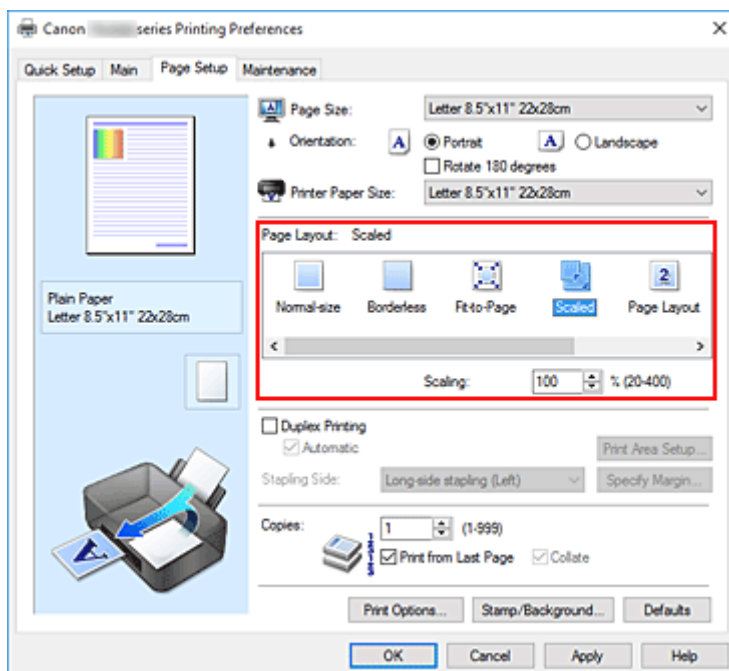 Canon series Printing Preferences
Quick Setup Main Page Setup Maintenance
Page Size: Letter 8.5"x11" 22x28cm
Orientation: A Portrait A Landscape
Rotate 180 degrees
Printer Paper Size: Letter 8.5"x11" 22x28cm
Page Layout: Scaled
2
Normal-size Borderless Fit-to-Page Scaled Page Layout
Scaling: 100 % (20-400)
Plain Paper
Letter 8.5"x11" 22x28cm
Duplex Printing
Automatic Print Area Setup...
Stapling Side: Long-side stapling (Left) Specify Margin...
Copies: 1 (1-999)
Print from Last Page Collate
A
Print Options... Stamp/Background... Defaults
OK Cancel Apply Help